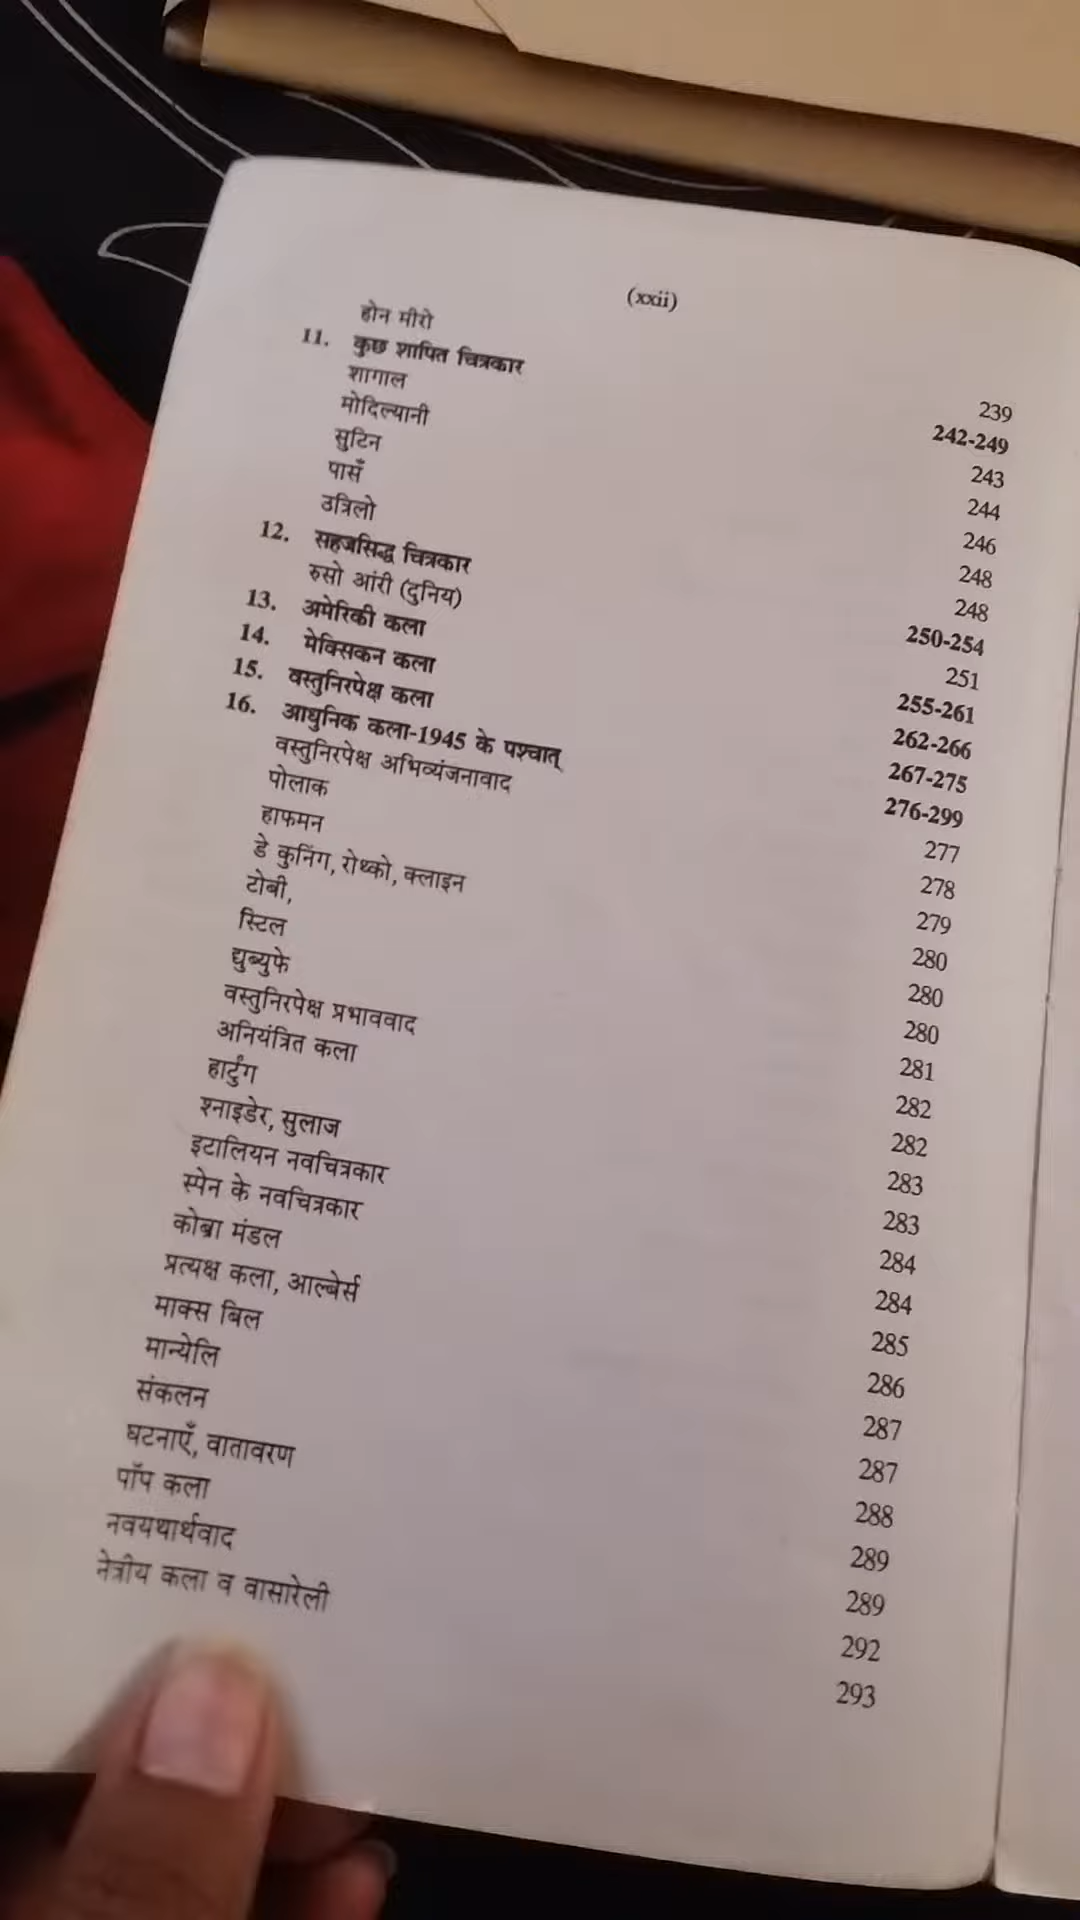 (xxii)
होन मीरो 239
11. कुछ शापित चित्रकार 242-249
शागाल 243
मोदिल्यानी 244
सुटिन 246
पासँ 248
उत्रिलो 248
12. सहजसिद्ध चित्रकार 250-254
रुसो आंरी (दुनिय) 251
13. अमेरिकी कला 255-261
14. मेक्सिकन कला 262-266
15. वस्तुनिरपेक्ष कला 267-275
16. आधुनिक कला-1945 के पश्चात् 276-299
वस्तुनिरपेक्ष अभिव्यंजनावाद 277
पोलाक 278
हाफमन 279
डे कुनिंग, रोथ्को, क्लाइन 280
टोबी, 280
स्टिल 280
द्युब्युफे 281
वस्तुनिरपेक्ष प्रभाववाद 282
अनियंत्रित कला 282
हार्टुंग 283
श्नाइडेर, सुलाज 283
इटालियन नवचित्रकार 284
स्पेन के नवचित्रकार 284
कोब्रा मंडल 285
प्रत्यक्ष कला, आल्बेर्स 286
माक्स बिल 287
मान्येलि 287
संकलन 288
घटनाएँ, वातावरण 289
पॉप कला 289
नवयथार्थवाद 292
नेत्रीय कला व वासारेली 293